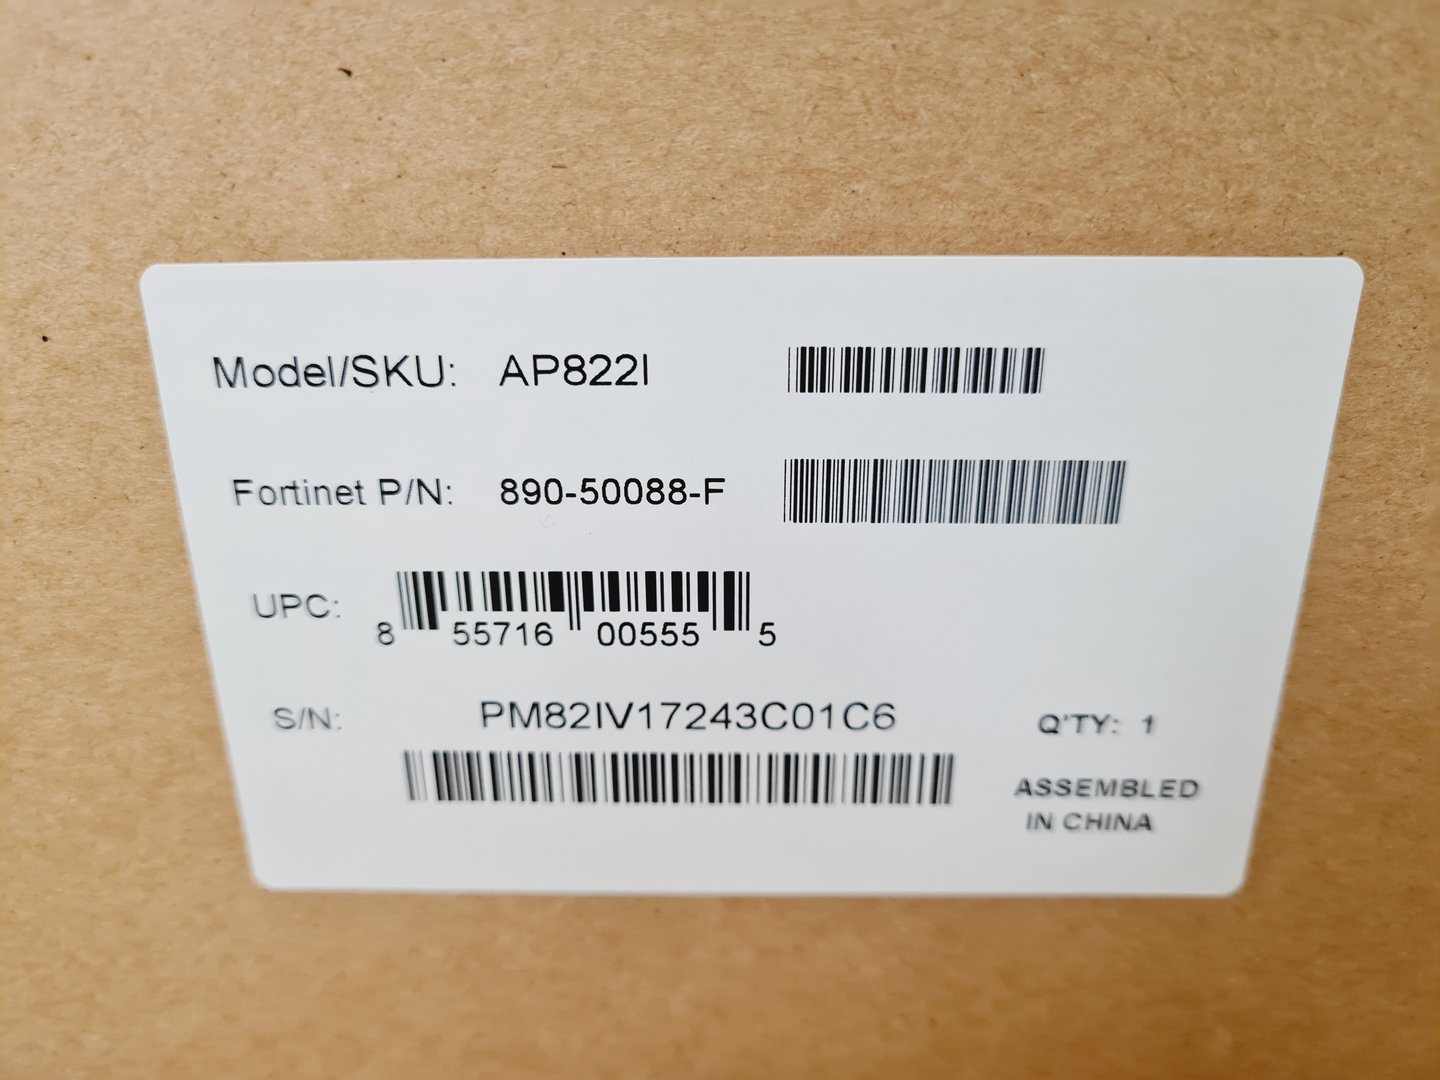 Model/SKU: AP822I
Fortinet P/N: 890-50088-F
UPC: 8 55716 00555 5
S/N: PM82IV17243C01C6 Q'TY: 1
ASSEMBLED
IN CHINA